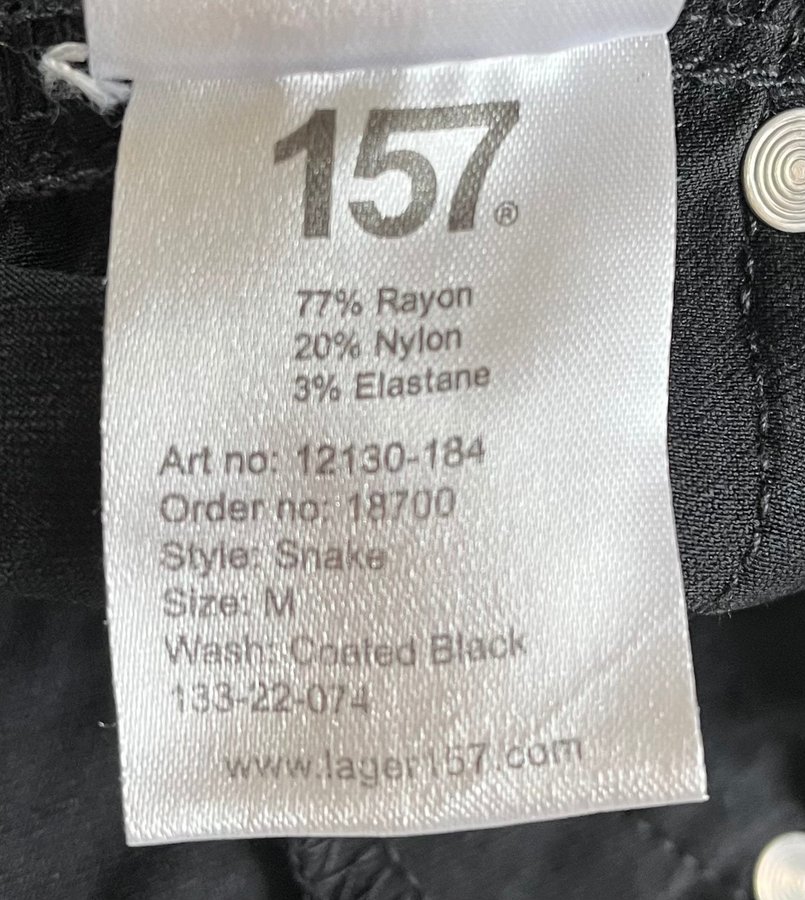 157®
77% Rayon
20% Nylon
3% Elastane
Art no: 12130-184
Order no: 18700
Style: Snake
Size: M
Wash: Coated Black
133-22-074
www.lager157.com